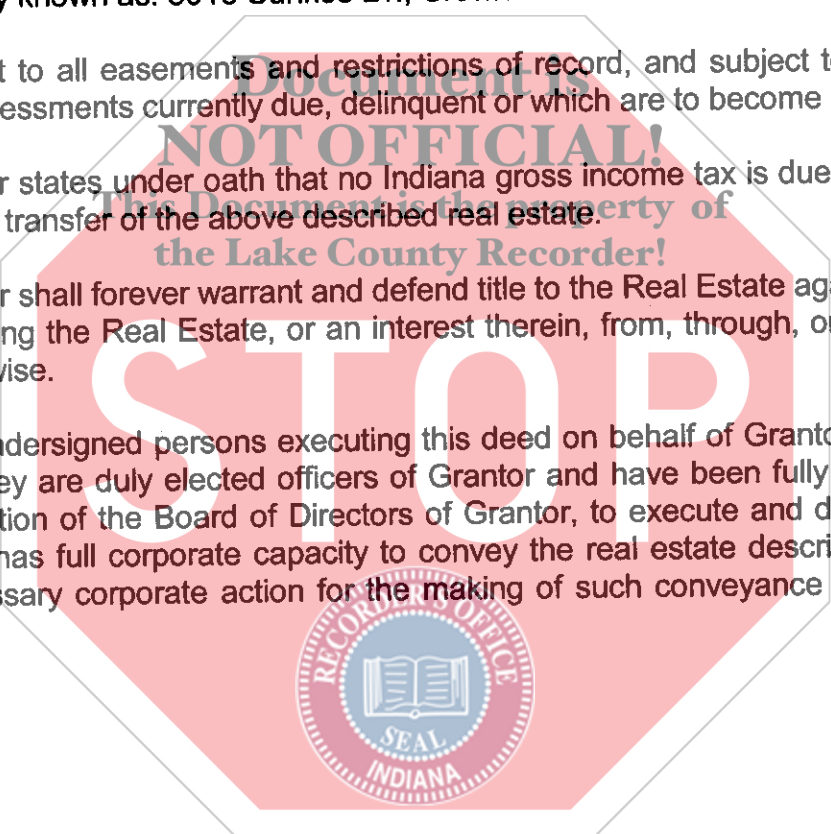 known as:
t to all easements and restrictions of record, and subject to
essments currently due, delinquent or which are to become
r states under oath that no Indiana gross income tax is due
transfer of the above described real estate.
r shall forever warrant and defend title to the Real Estate aga
ng the Real Estate, or an interest therein, from, through, or
vise.
ndersigned persons executing this deed on behalf of Granto
ey are duly elected officers of Grantor and have been fully
tion of the Board of Directors of Grantor, to execute and d
has full corporate capacity to convey the real estate descri
ssary corporate action for the making of such conveyance
Document is
NOT OFFICIAL!
This Document is the property of
the Lake County Recorder!
STOP
RECORDER'S OFFICE
SEAL
INDIANA